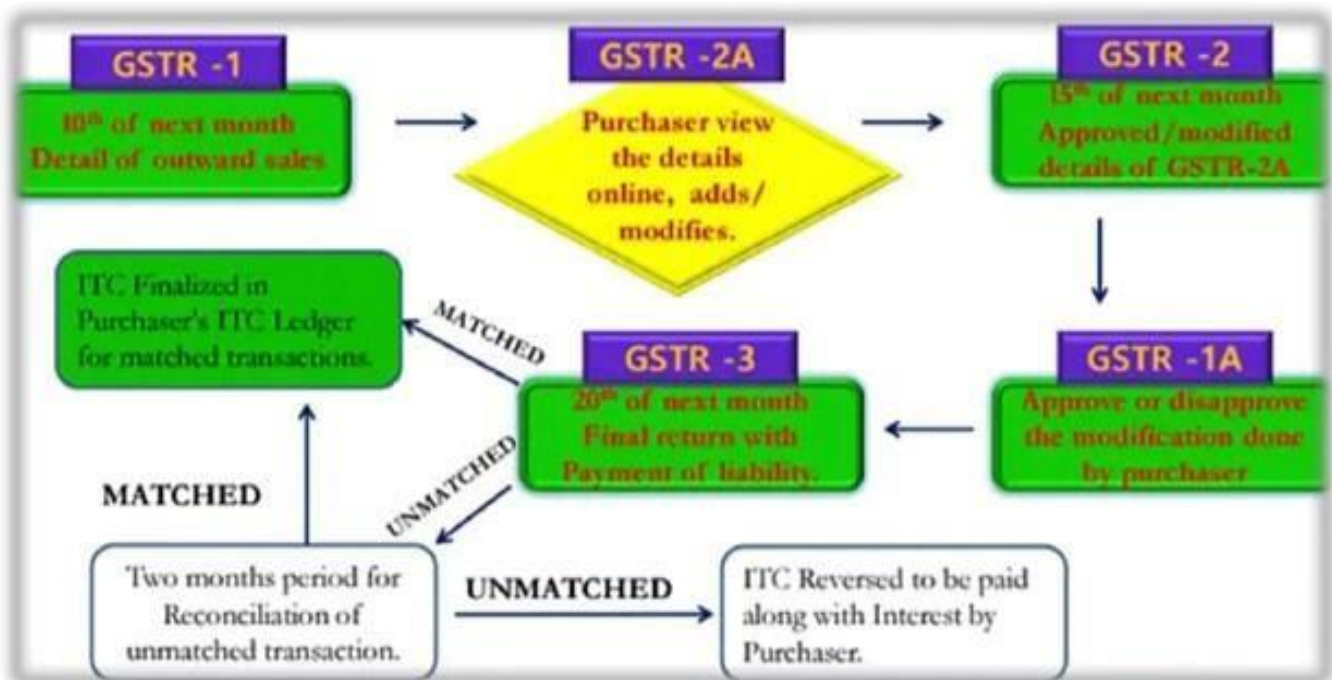 GSTR -1
10th of next month
Detail of outward sales
GSTR -2A
Purchaser view
the details
online, adds/
modifies.
GSTR -2
15th of next month
Approved/modified
details of GSTR-2A
GSTR -1A
Approve or disapprove
the modification done
by purchaser
GSTR -3
20th of next month
Final return with
Payment of liability.
MATCHED
ITC Finalized in
Purchaser's ITC Ledger
for matched transactions.
UNMATCHED
Two months period for
Reconciliation of
unmatched transaction.
MATCHED
UNMATCHED
ITC Reversed to be paid
along with Interest by
Purchaser.